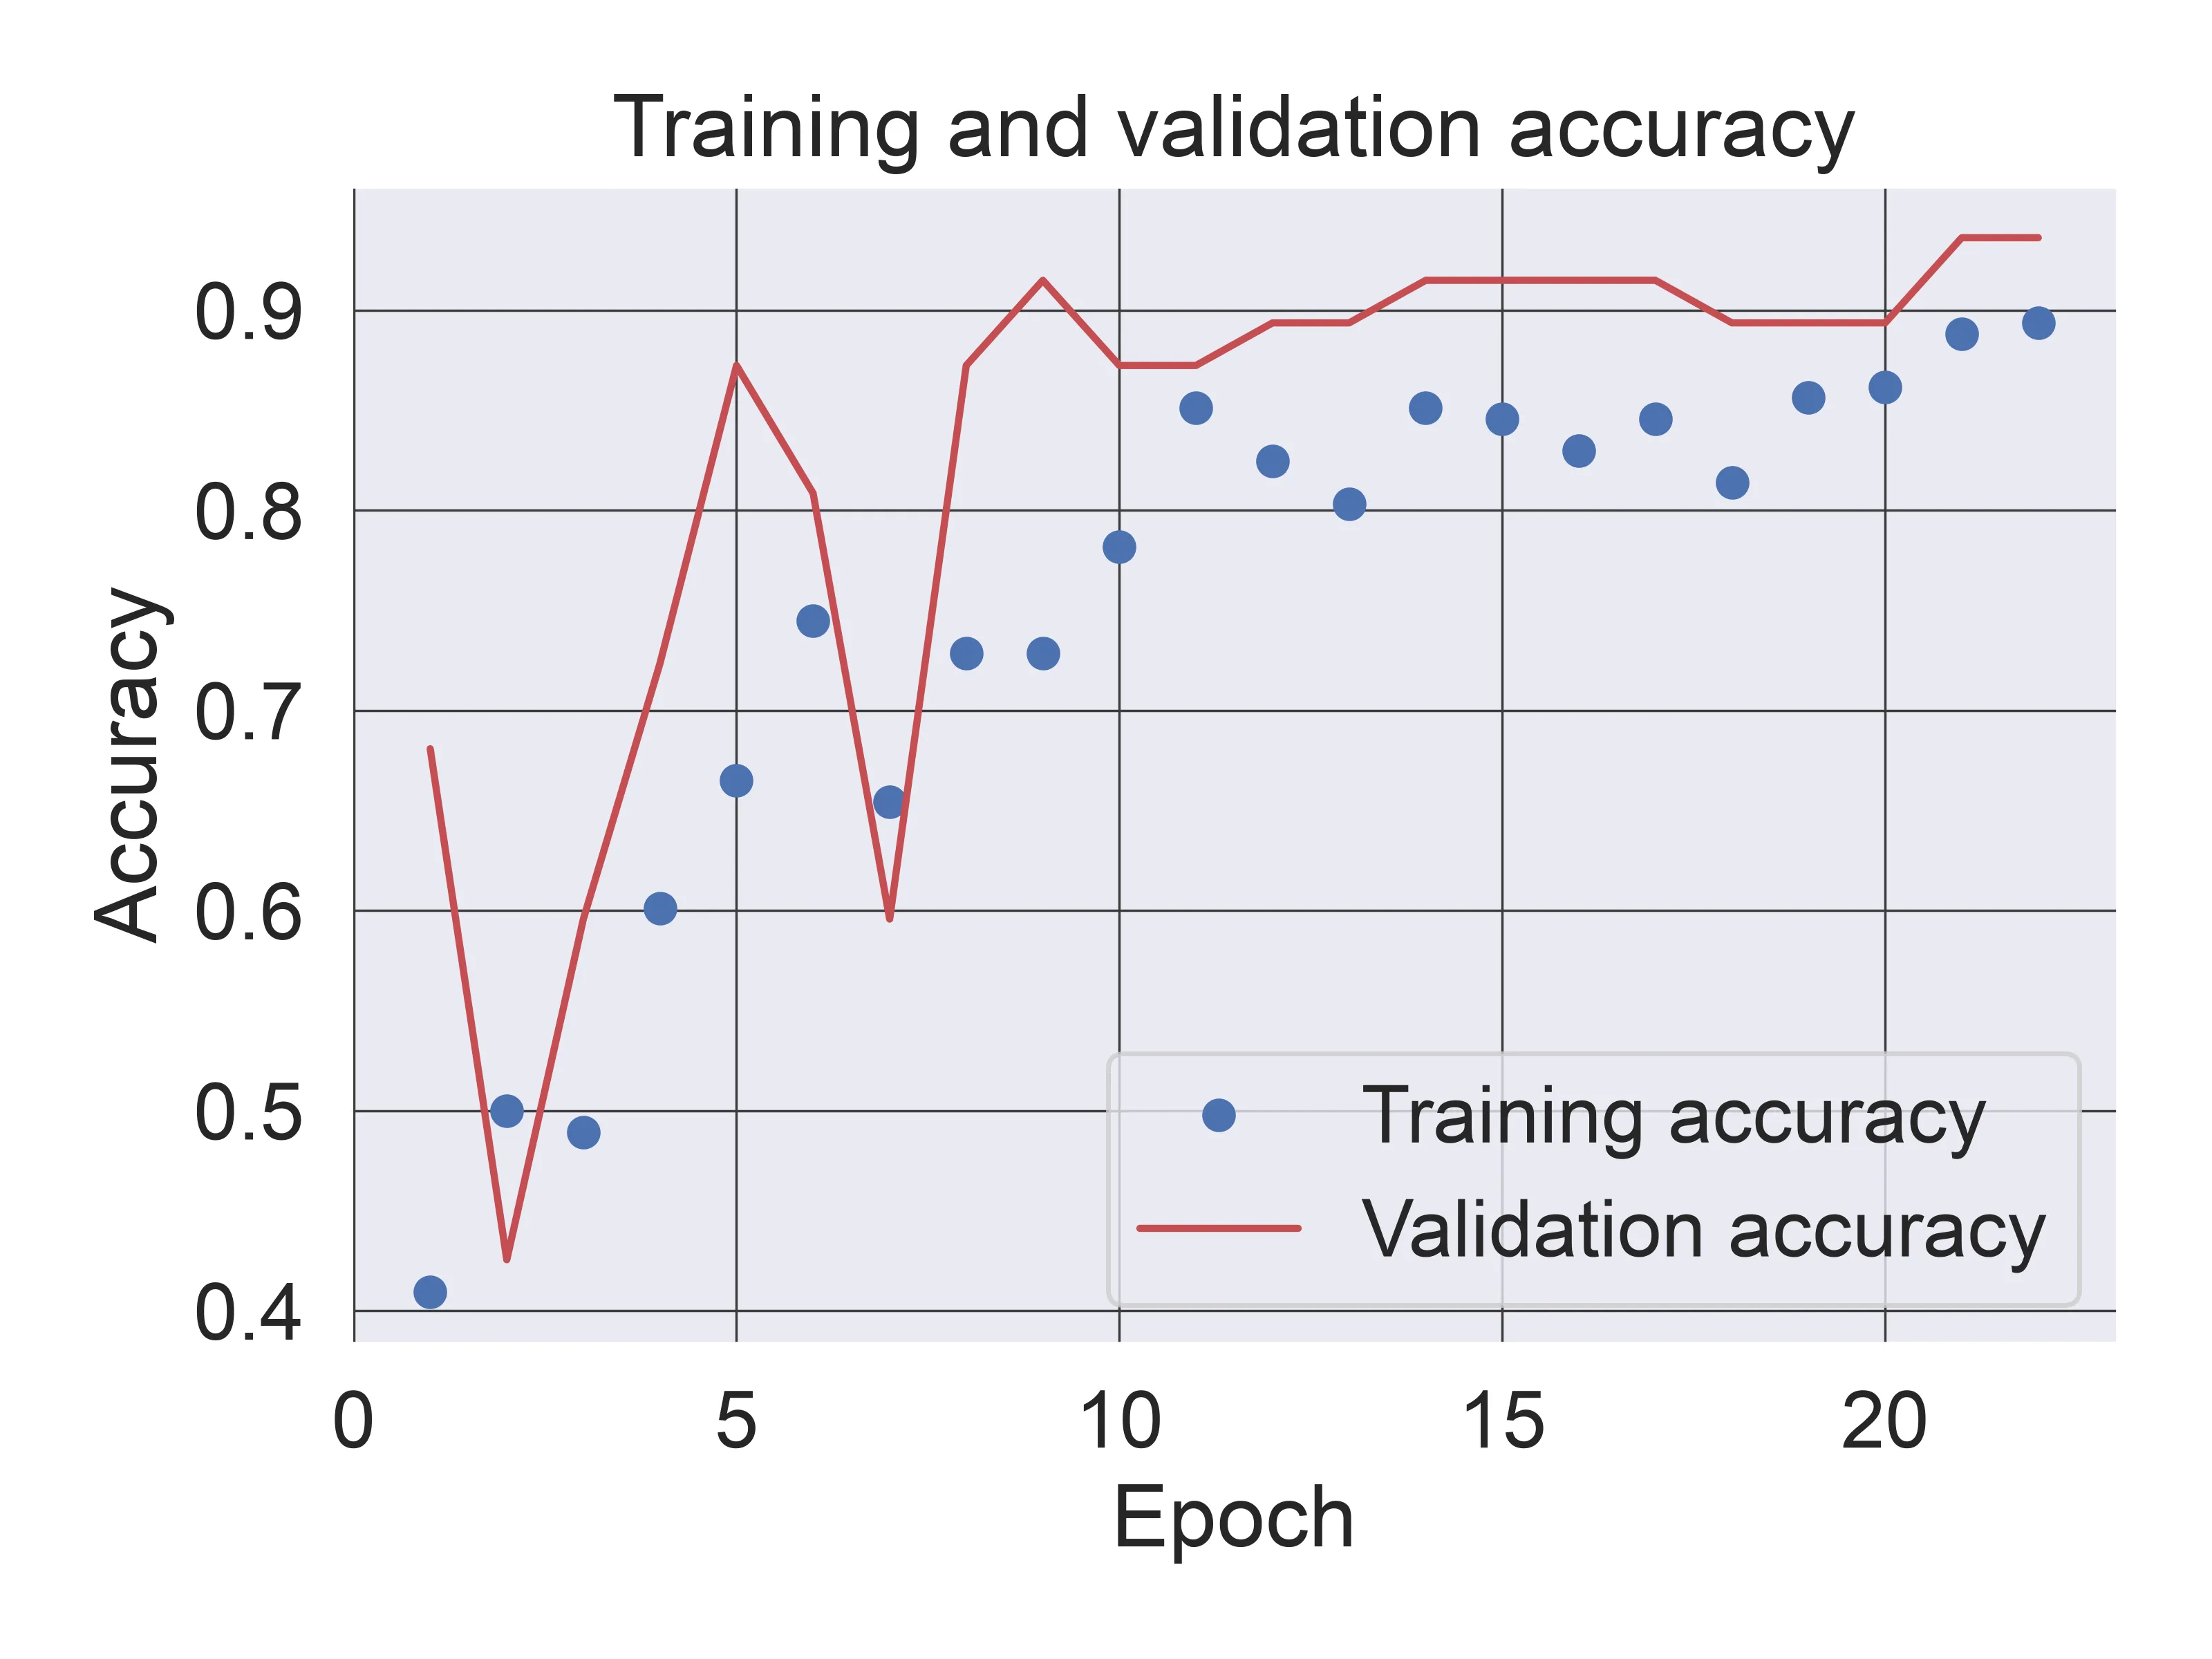 Training and validation accuracy
0.9
0.8
0.7
0.6
0.5
0.4
Accuracy
Training accuracy
Validation accuracy
0 5 10 15 20
Epoch